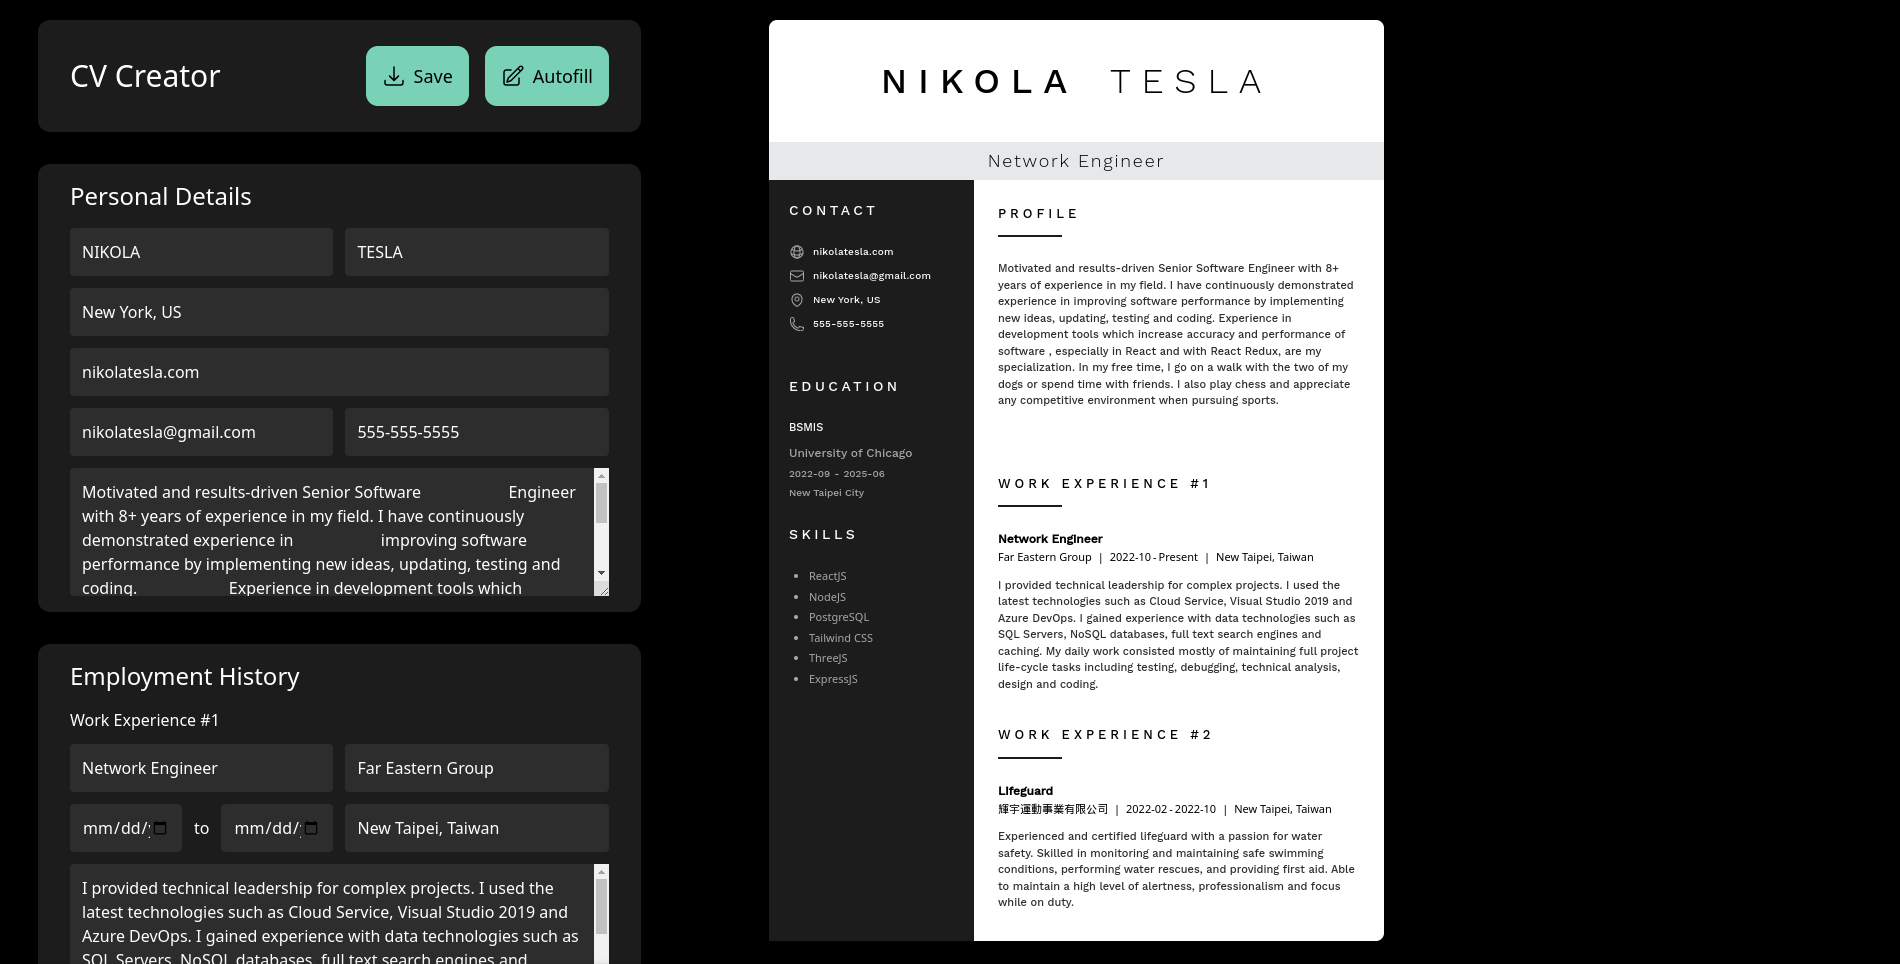 CV Creator
Save
Autofill
Personal Details
NIKOLA
TESLA
New York, US
nikolatesla.com
nikolatesla@gmail.com
555-555-5555
Motivated and results-driven Senior Software Engineer
with 8+ years of experience in my field. I have continuously
demonstrated experience in improving software
performance by implementing new ideas, updating, testing and
coding. Experience in development tools which
Employment History
Work Experience #1
Network Engineer
Far Eastern Group
mm/dd/
to
mm/dd/
New Taipei, Taiwan
I provided technical leadership for complex projects. I used the
latest technologies such as Cloud Service, Visual Studio 2019 and
Azure DevOps. I gained experience with data technologies such as
SQL Servers, NoSQL databases, full text search engines and
NIKOLA TESLA
Network Engineer
CONTACT
nikolatesla.com
nikolatesla@gmail.com
New York, US
555-555-5555
EDUCATION
BSMIS
University of Chicago
2022-09 - 2025-06
New Taipei City
SKILLS
ReactJS
NodeJS
PostgreSQL
Tailwind CSS
ThreeJS
ExpressJS
PROFILE
Motivated and results-driven Senior Software Engineer with 8+
years of experience in my field. I have continuously demonstrated
experience in improving software performance by implementing
new ideas, updating, testing and coding. Experience in
development tools which increase accuracy and performance of
software , especially in React and with React Redux, are my
specialization. In my free time, I go on a walk with the two of my
dogs or spend time with friends. I also play chess and appreciate
any competitive environment when pursuing sports.
WORK EXPERIENCE #1
Network Engineer
Far Eastern Group | 2022-10 - Present | New Taipei, Taiwan
I provided technical leadership for complex projects. I used the
latest technologies such as Cloud Service, Visual Studio 2019 and
Azure DevOps. I gained experience with data technologies such as
SQL Servers, NoSQL databases, full text search engines and
caching. My daily work consisted mostly of maintaining full project
life-cycle tasks including testing, debugging, technical analysis,
design and coding.
WORK EXPERIENCE #2
Lifeguard
輝宇運動事業有限公司 | 2022-02 - 2022-10 | New Taipei, Taiwan
Experienced and certified lifeguard with a passion for water
safety. Skilled in monitoring and maintaining safe swimming
conditions, performing water rescues, and providing first aid. Able
to maintain a high level of alertness, professionalism and focus
while on duty.